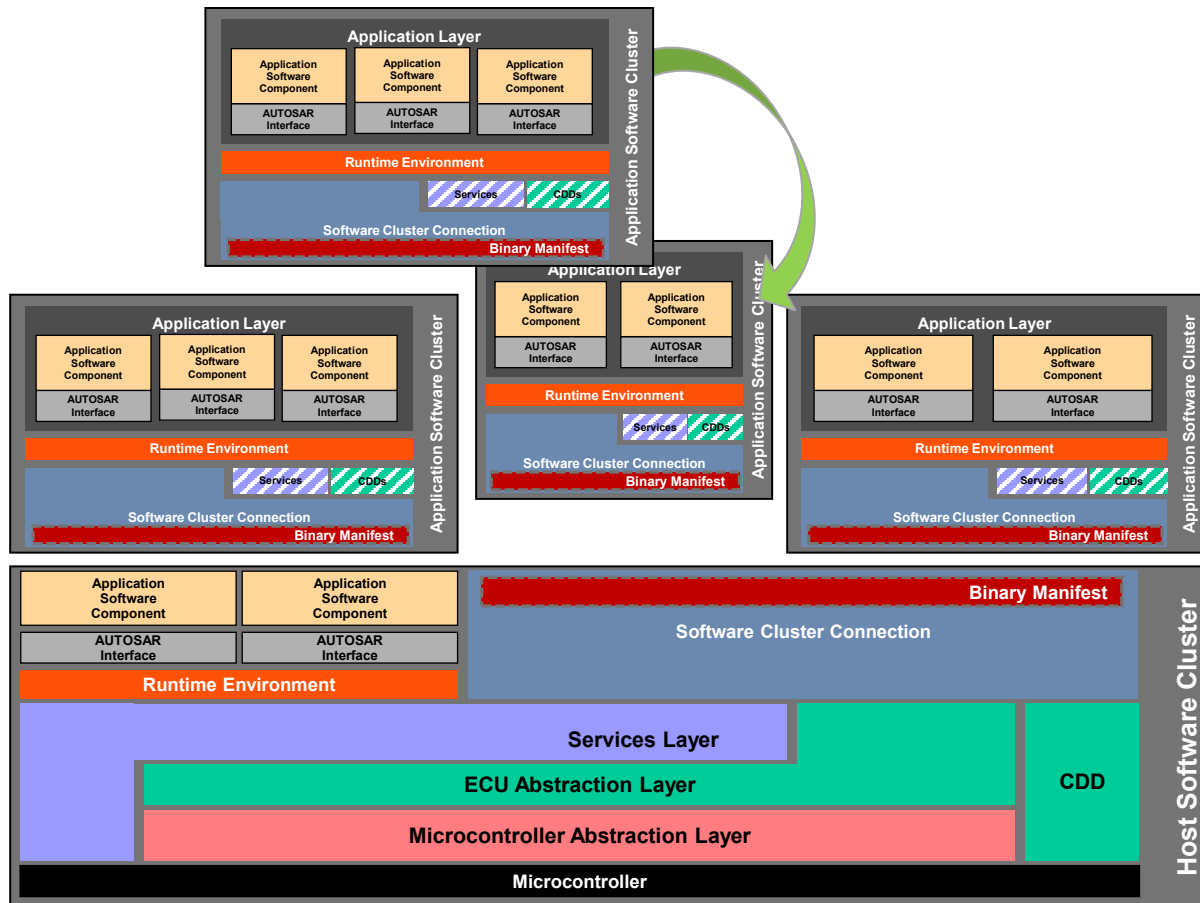 Application Layer
Application
Software
Component
AUTOSAR
Interface
Application
Software
Component
AUTOSAR
Interface
Application
Software
Component
AUTOSAR
Interface
Runtime Environment
Services
CDDs
Software Cluster Connection
Binary Manifest
Application Software Cluster
Application Layer
Application
Software
Component
AUTOSAR
Interface
Application
Software
Component
AUTOSAR
Interface
Runtime Environment
Services
CDDs
Software Cluster Connection
Binary Manifest
Application Software Cluster
Application Layer
Application
Software
Component
AUTOSAR
Interface
Application
Software
Component
AUTOSAR
Interface
Application
Software
Component
AUTOSAR
Interface
Runtime Environment
Services
CDDs
Software Cluster Connection
Binary Manifest
Application Software Cluster
Application Layer
Application
Software
Component
AUTOSAR
Interface
Application
Software
Component
AUTOSAR
Interface
Runtime Environment
Services
CDDs
Software Cluster Connection
Binary Manifest
Application Software Cluster
Application
Software
Component
AUTOSAR
Interface
Application
Software
Component
AUTOSAR
Interface
Runtime Environment
Binary Manifest
Software Cluster Connection
Services Layer
ECU Abstraction Layer
Microcontroller Abstraction Layer
CDD
Microcontroller
Host Software Cluster